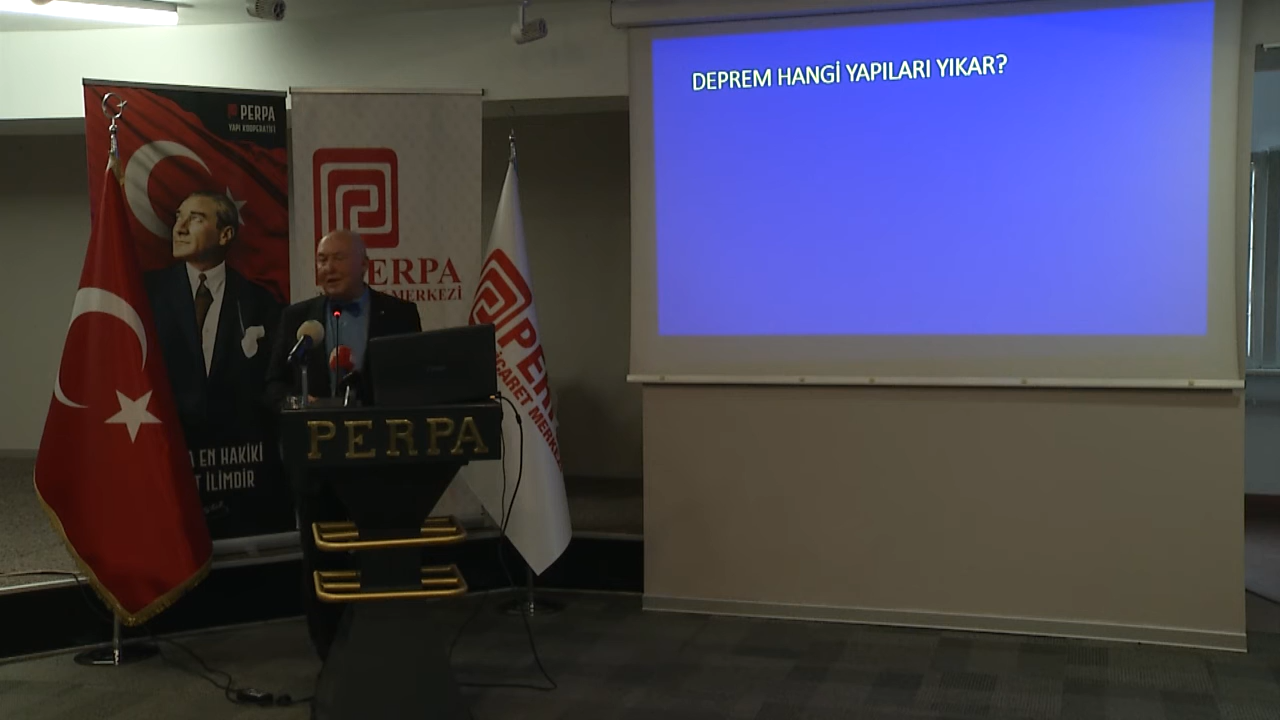 DEPREM HANGİ YAPILARI YIKAR?
PERPA
YAPI KOOPERATİFİ
PERPA
MERKEZİ
PERPA
EN HAKİKİ
İLİMDİR
PERPA
TİCARET MERKEZİ